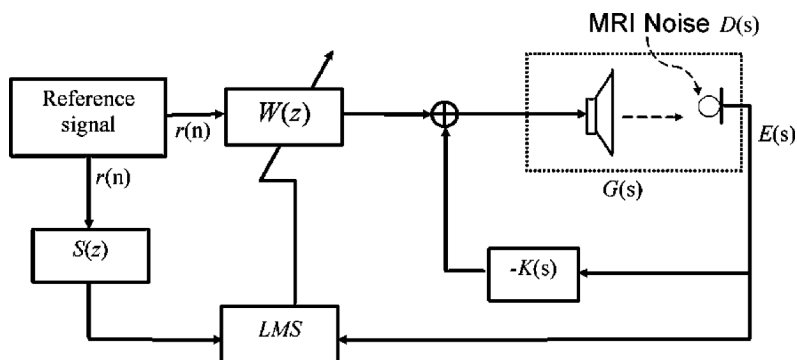 MRI Noise D(s)
Reference
signal
r(n)
W(z)
E(s)
G(s)
r(n)
S(z)
-K(s)
LMS